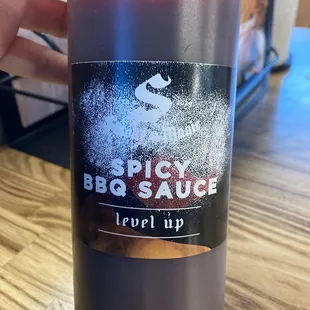 S
SPICY
BBQ SAUCE
level up